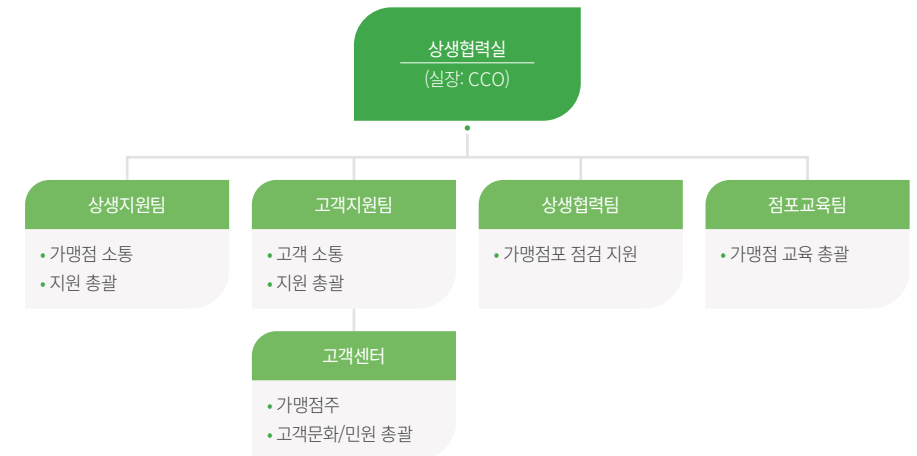 상생협력실
(실장: CCO)
상생지원팀
• 가맹점 소통
• 지원 총괄
고객지원팀
• 고객 소통
• 지원 총괄
상생협력팀
• 가맹점포 점검 지원
점포교육팀
• 가맹점 교육 총괄
고객센터
• 가맹점주
• 고객문화/민원 총괄